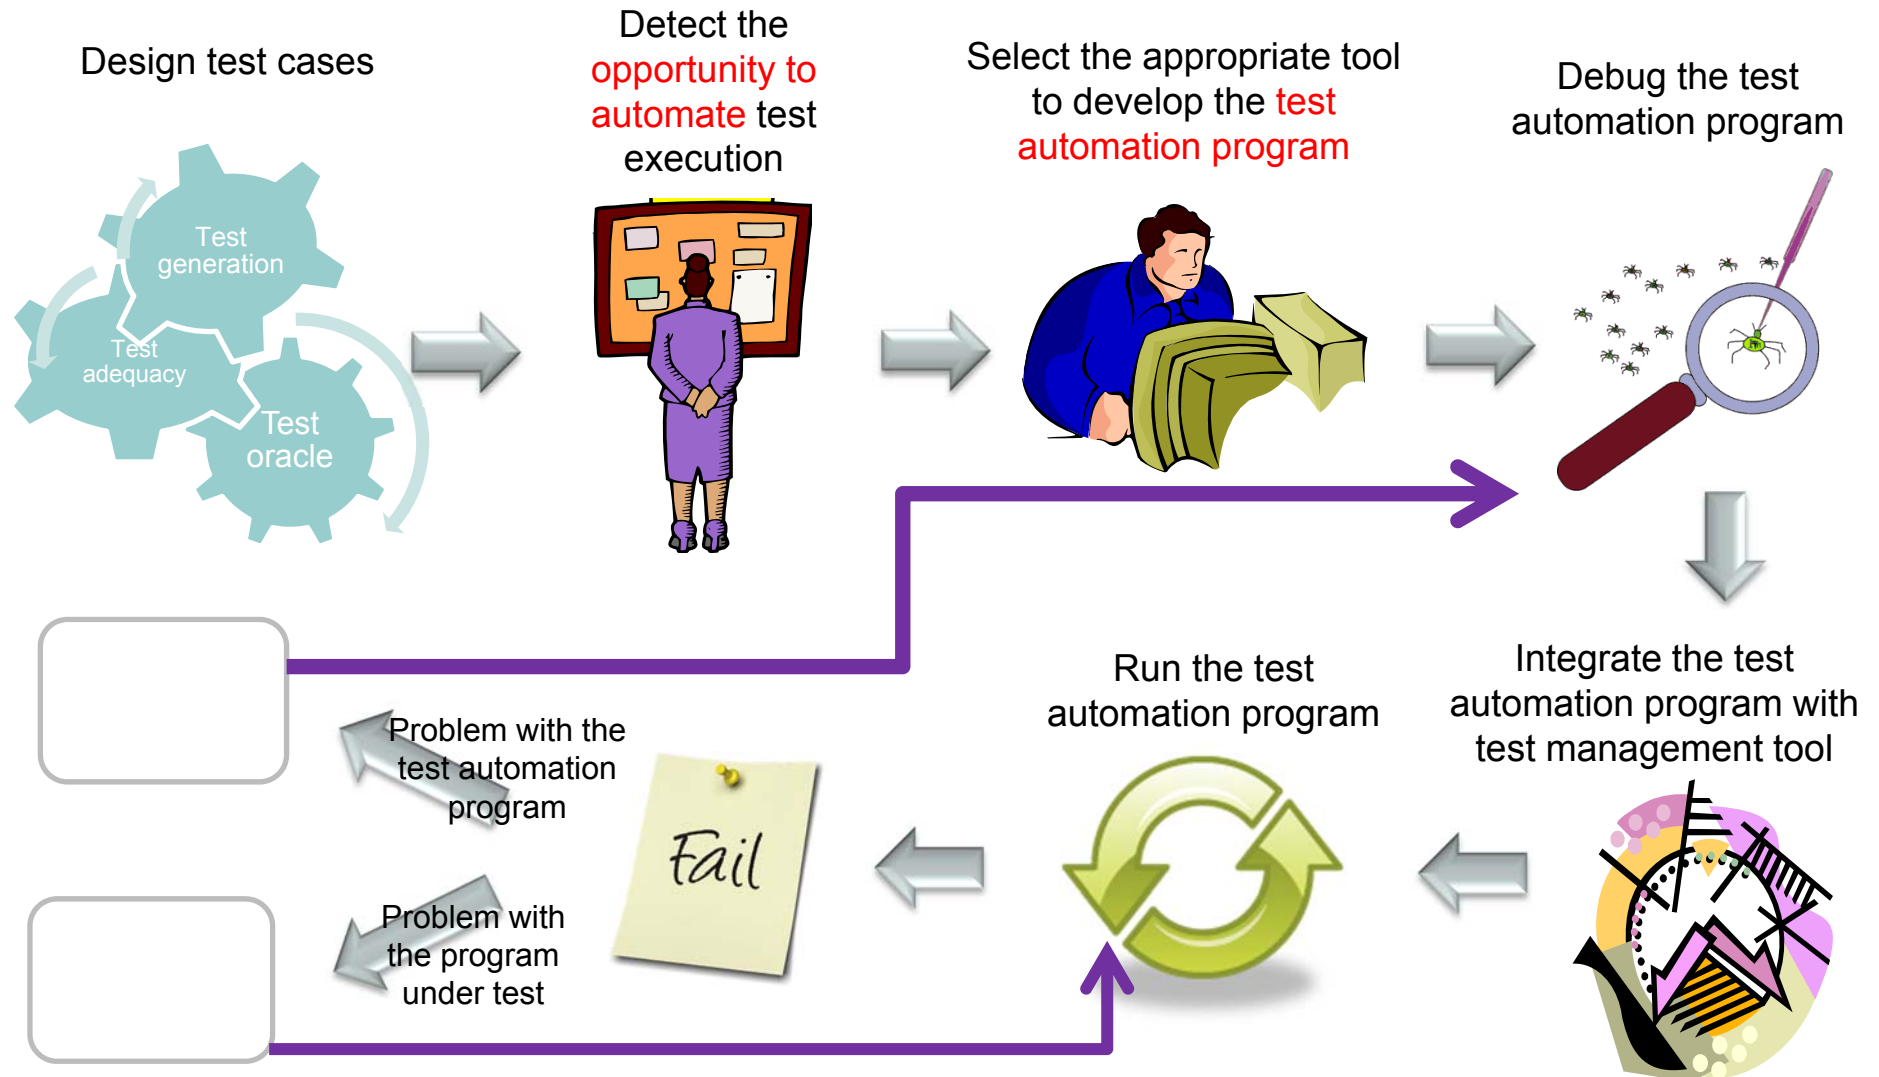 Design test cases
Test
generation
Test
adequacy
Test
oracle
Detect the
opportunity to
automate test
execution
Select the appropriate tool
to develop the test
automation program
Debug the test
automation program
Integrate the test
automation program with
test management tool
Run the test
automation program
Fail
Problem with the
test automation
program
Problem with
the program
under test